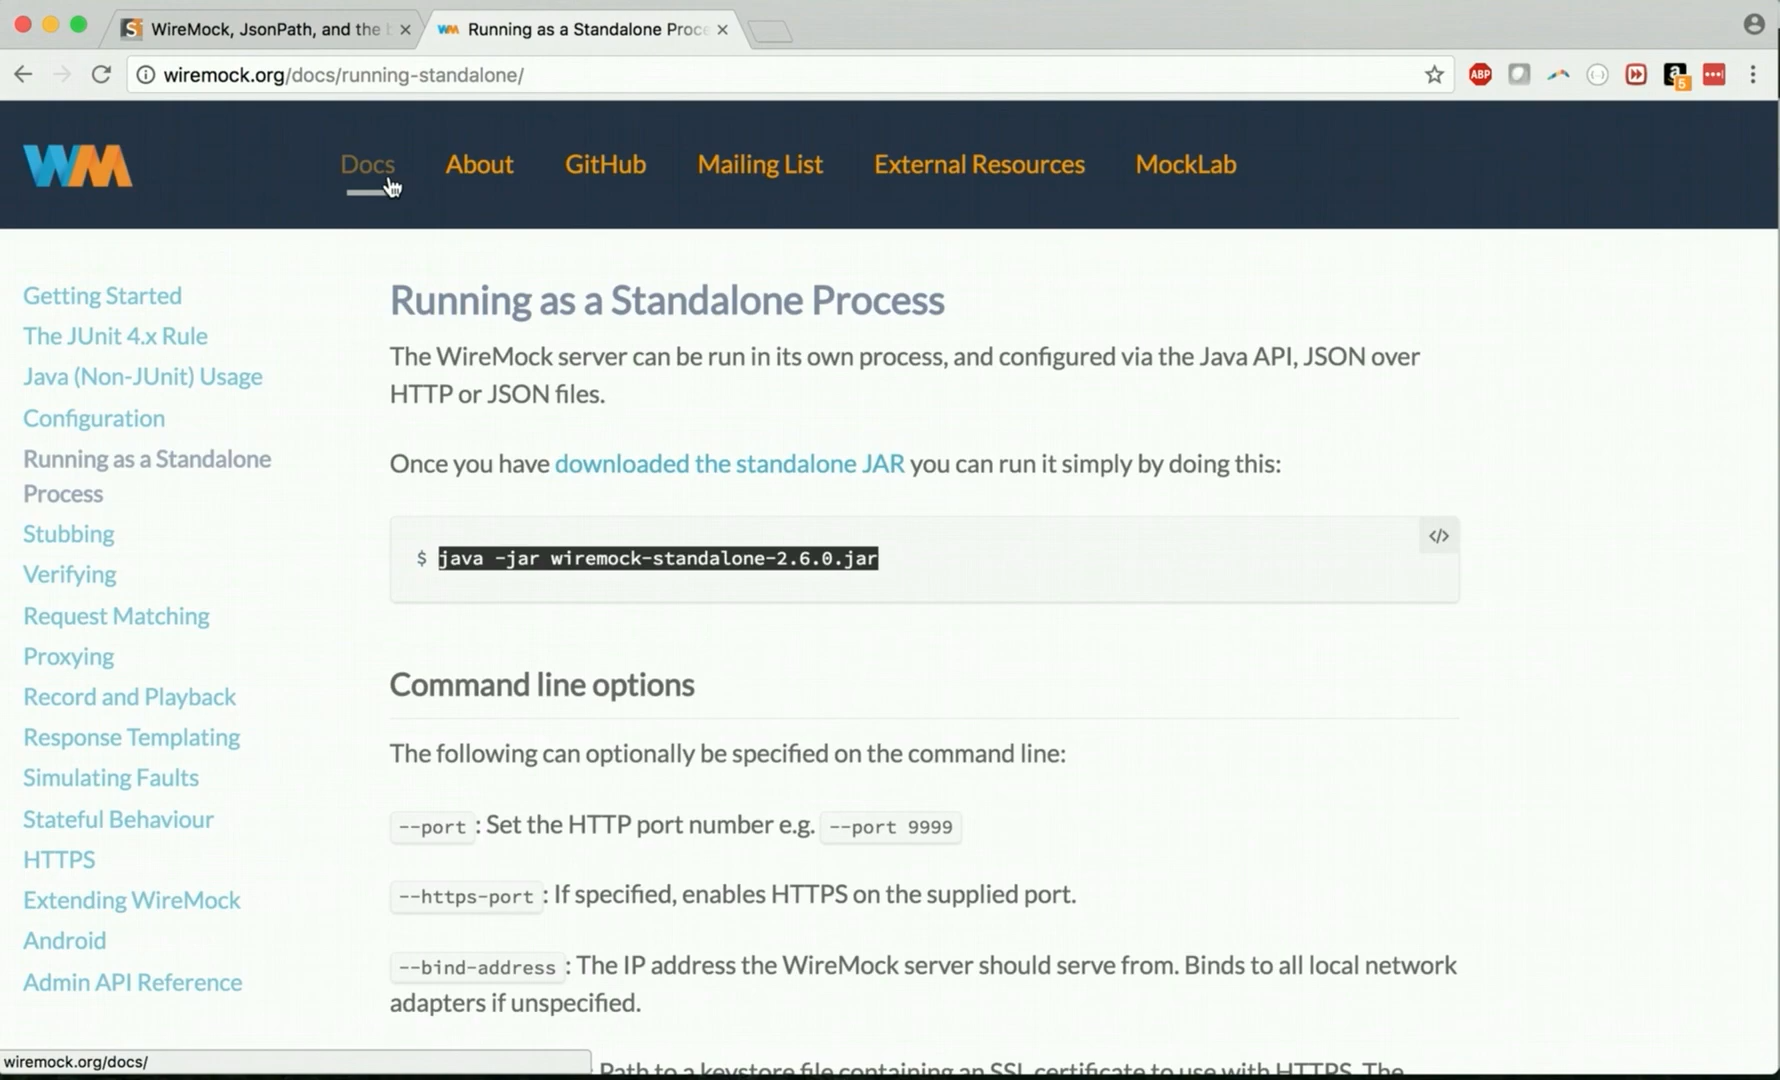 WireMock, JsonPath, and the b
Running as a Standalone Proce
wiremock.org/docs/running-standalone/
ABP
5
WM
Docs
About
GitHub
Mailing List
External Resources
MockLab
Getting Started
The JUnit 4.x Rule
Java (Non-JUnit) Usage
Configuration
Running as a Standalone
Process
Stubbing
Verifying
Request Matching
Proxying
Record and Playback
Response Templating
Simulating Faults
Stateful Behaviour
HTTPS
Extending WireMock
Android
Admin API Reference
Running as a Standalone Process
The WireMock server can be run in its own process, and configured via the Java API, JSON over
HTTP or JSON files.
Once you have downloaded the standalone JAR you can run it simply by doing this:
</>
$ java -jar wiremock-standalone-2.6.0.jar
Command line options
The following can optionally be specified on the command line:
--port : Set the HTTP port number e.g. --port 9999
--https-port : If specified, enables HTTPS on the supplied port.
--bind-address : The IP address the WireMock server should serve from. Binds to all local network
adapters if unspecified.
Path to a keystore file containing an SSL certificate to use with HTTPS. The
wiremock.org/docs/